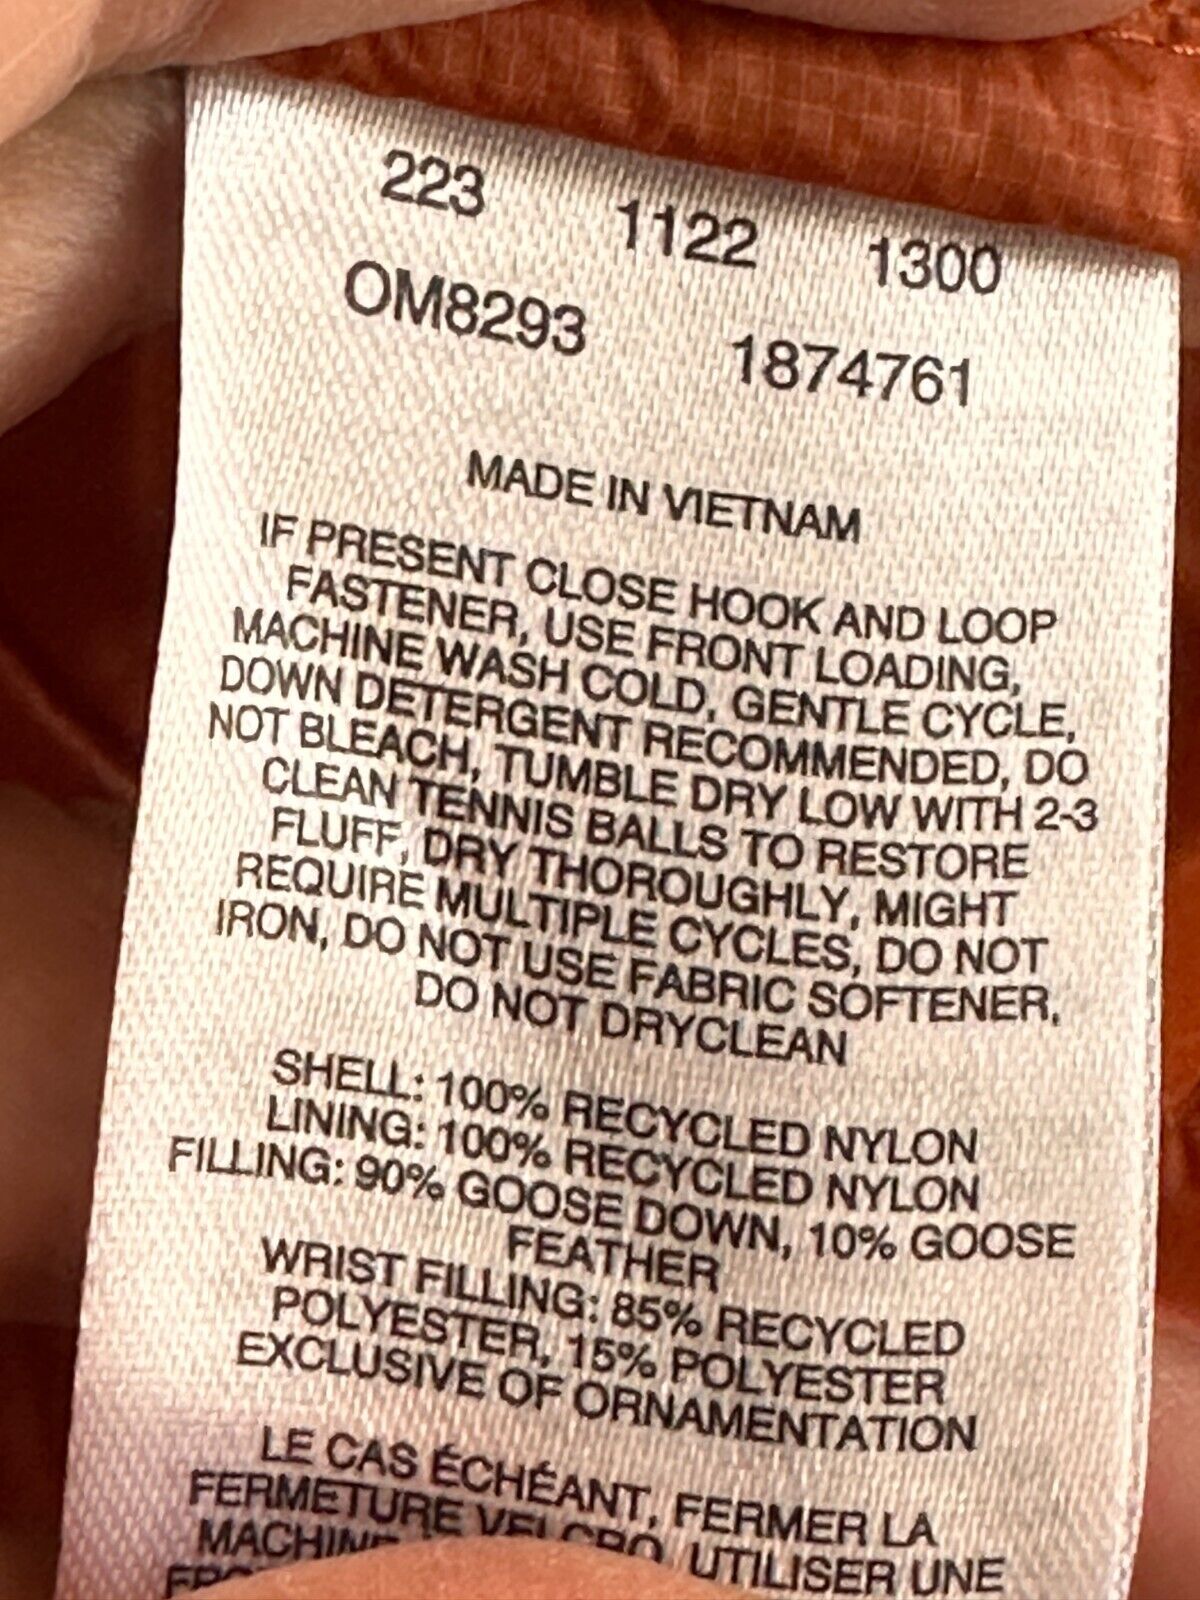 223 1122 1300
OM8293 1874761
MADE IN VIETNAM
IF PRESENT CLOSE HOOK AND LOOP
FASTENER, USE FRONT LOADING,
MACHINE WASH COLD, GENTLE CYCLE,
DOWN DETERGENT RECOMMENDED, DO
NOT BLEACH, TUMBLE DRY LOW WITH 2-3
CLEAN TENNIS BALLS TO RESTORE
FLUFF, DRY THOROUGHLY, MIGHT
REQUIRE MULTIPLE CYCLES, DO NOT
IRON, DO NOT USE FABRIC SOFTENER,
DO NOT DRYCLEAN
SHELL: 100% RECYCLED NYLON
LINING: 100% RECYCLED NYLON
FILLING: 90% GOOSE DOWN, 10% GOOSE
FEATHER
WRIST FILLING: 85% RECYCLED
POLYESTER, 15% POLYESTER
EXCLUSIVE OF ORNAMENTATION
LE CAS ÉCHÉANT, FERMER LA
FERMETURE VELCRO, UTILISER UNE
MACHINE